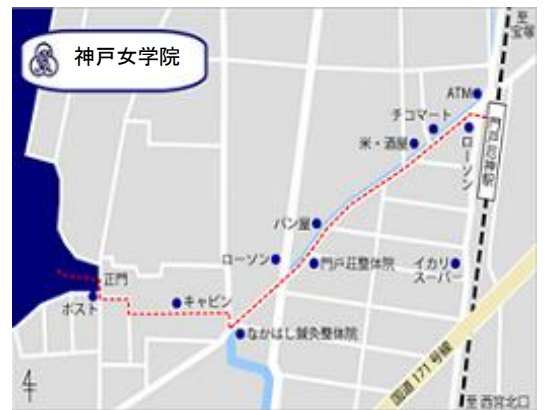 神戸女学院
至
宝塚
ATM
チコマート
門戸厄神駅
米・酒屋
ローソン
パン屋
ローソン
門戸荘整体院
イカリ
スーパー
正門
ポスト
キャビン
なかはし鍼灸整体院
国道171号線
至西宮北口